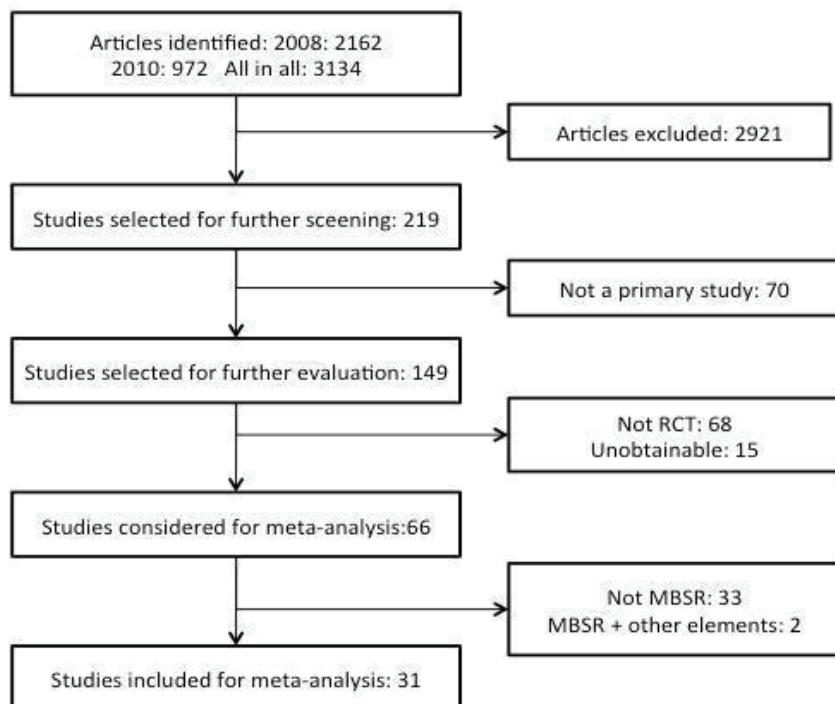 Articles identified: 2008: 2162
2010: 972 All in all: 3134
Articles excluded: 2921
Studies selected for further sceening: 219
Not a primary study: 70
Studies selected for further evaluation: 149
Not RCT: 68
Unobtainable: 15
Studies considered for meta-analysis:66
Not MBSR: 33
MBSR + other elements: 2
Studies included for meta-analysis: 31